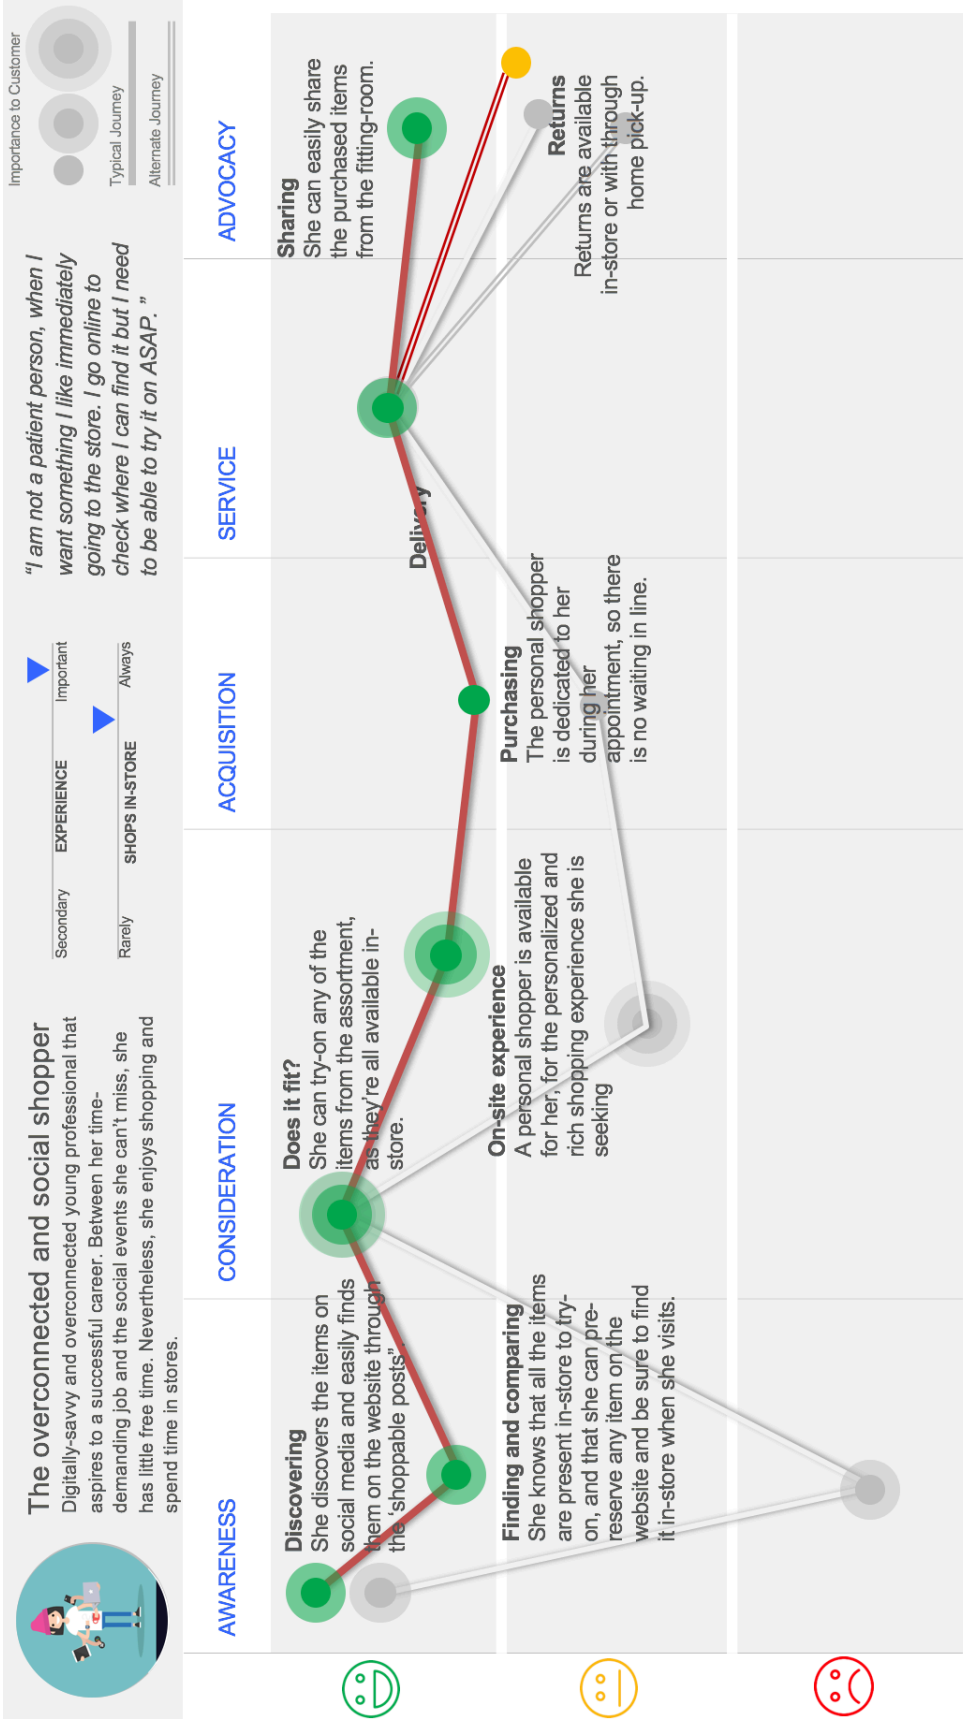 The overconnected and social shopper
Digitally-savvy and overconnected young professional that
aspires to a successful career. Between her time-
demanding job and the social events she can't miss, she
has little free time. Nevertheless, she enjoys shopping and
spend time in stores.
Secondary EXPERIENCE Important
Rarely SHOPS IN-STORE Always
"I am not a patient person, when I
want something I like immediately
going to the store. I go online to
check where I can find it but I need
to be able to try it on ASAP. "
Importance to Customer
Typical Journey
Alternate Journey
AWARENESS
CONSIDERATION
ACQUISITION
SERVICE
ADVOCACY
Discovering
She discovers the items on
social media and easily finds
them on the website through
the 'shoppable posts".
Finding and comparing
She knows that all the items
are present in-store to try-
on, and that she can pre-
reserve any item on the
website and be sure to find
it in-store when she visits.
Does it fit?
She can try-on any of the
items from the assortment,
as they're all available in-
store.
On-site experience
A personal shopper is available
for her, for the personalized and
rich shopping experience she is
seeking
Purchasing
The personal shopper
is dedicated to her
during her
appointment, so there
is no waiting in line.
Delivery
Sharing
She can easily share
the purchased items
from the fitting-room.
Returns
Returns are available
in-store or with through
home pick-up.